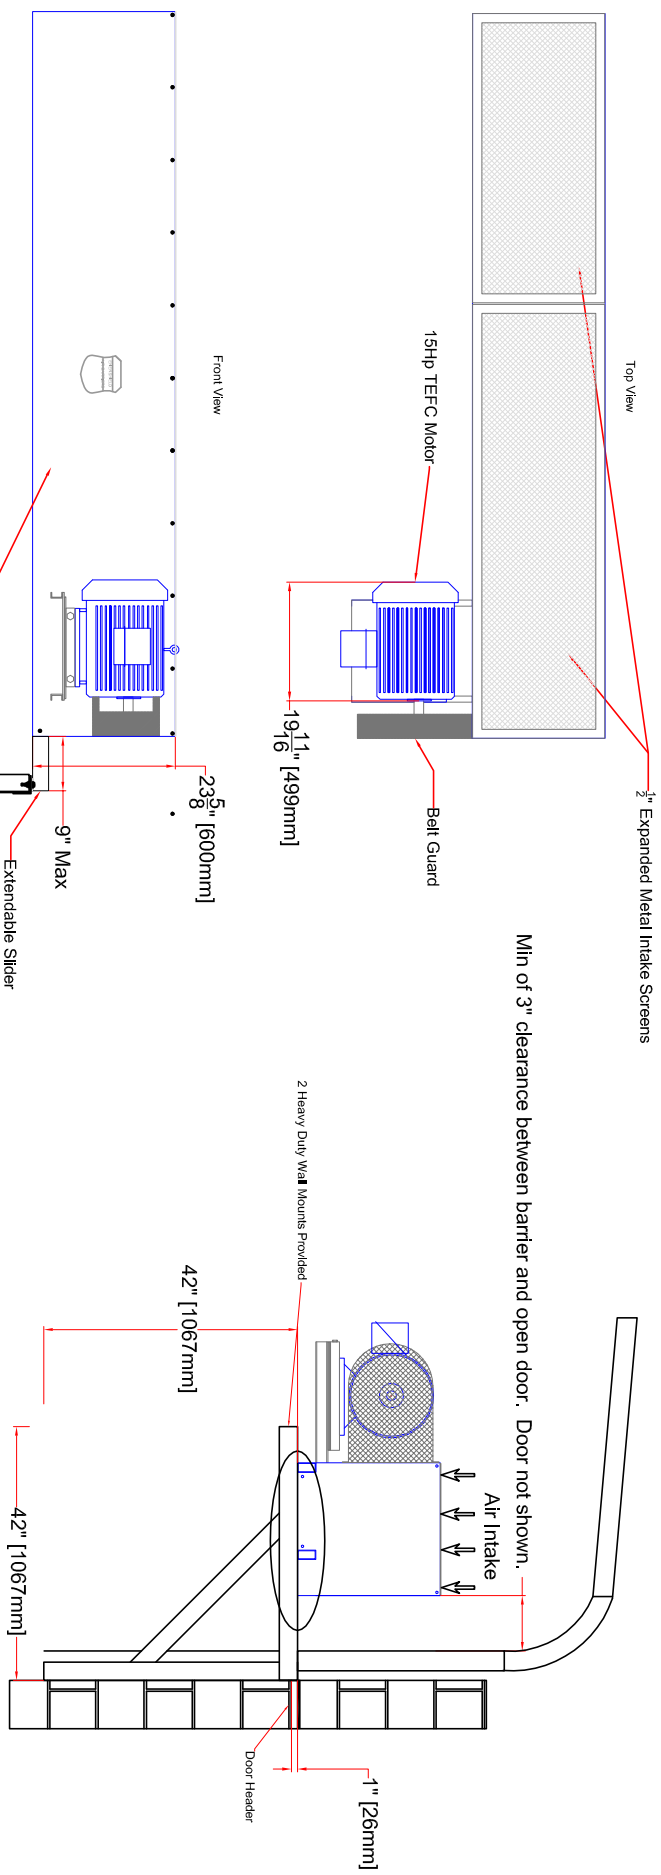 Top View
1/2" Expanded Metal Intake Screens
15Hp TEFC Motor
19 11/16" [499mm]
Belt Guard
Front View
23 5/8" [600mm]
9" Max
Extendable Slider
Min of 3" clearance between barrier and open door. Door not shown.
Air Intake
2 Heavy Duty Wall Mounts Provided
42" [1067mm]
42" [1067mm]
Door Header
1" [26mm]